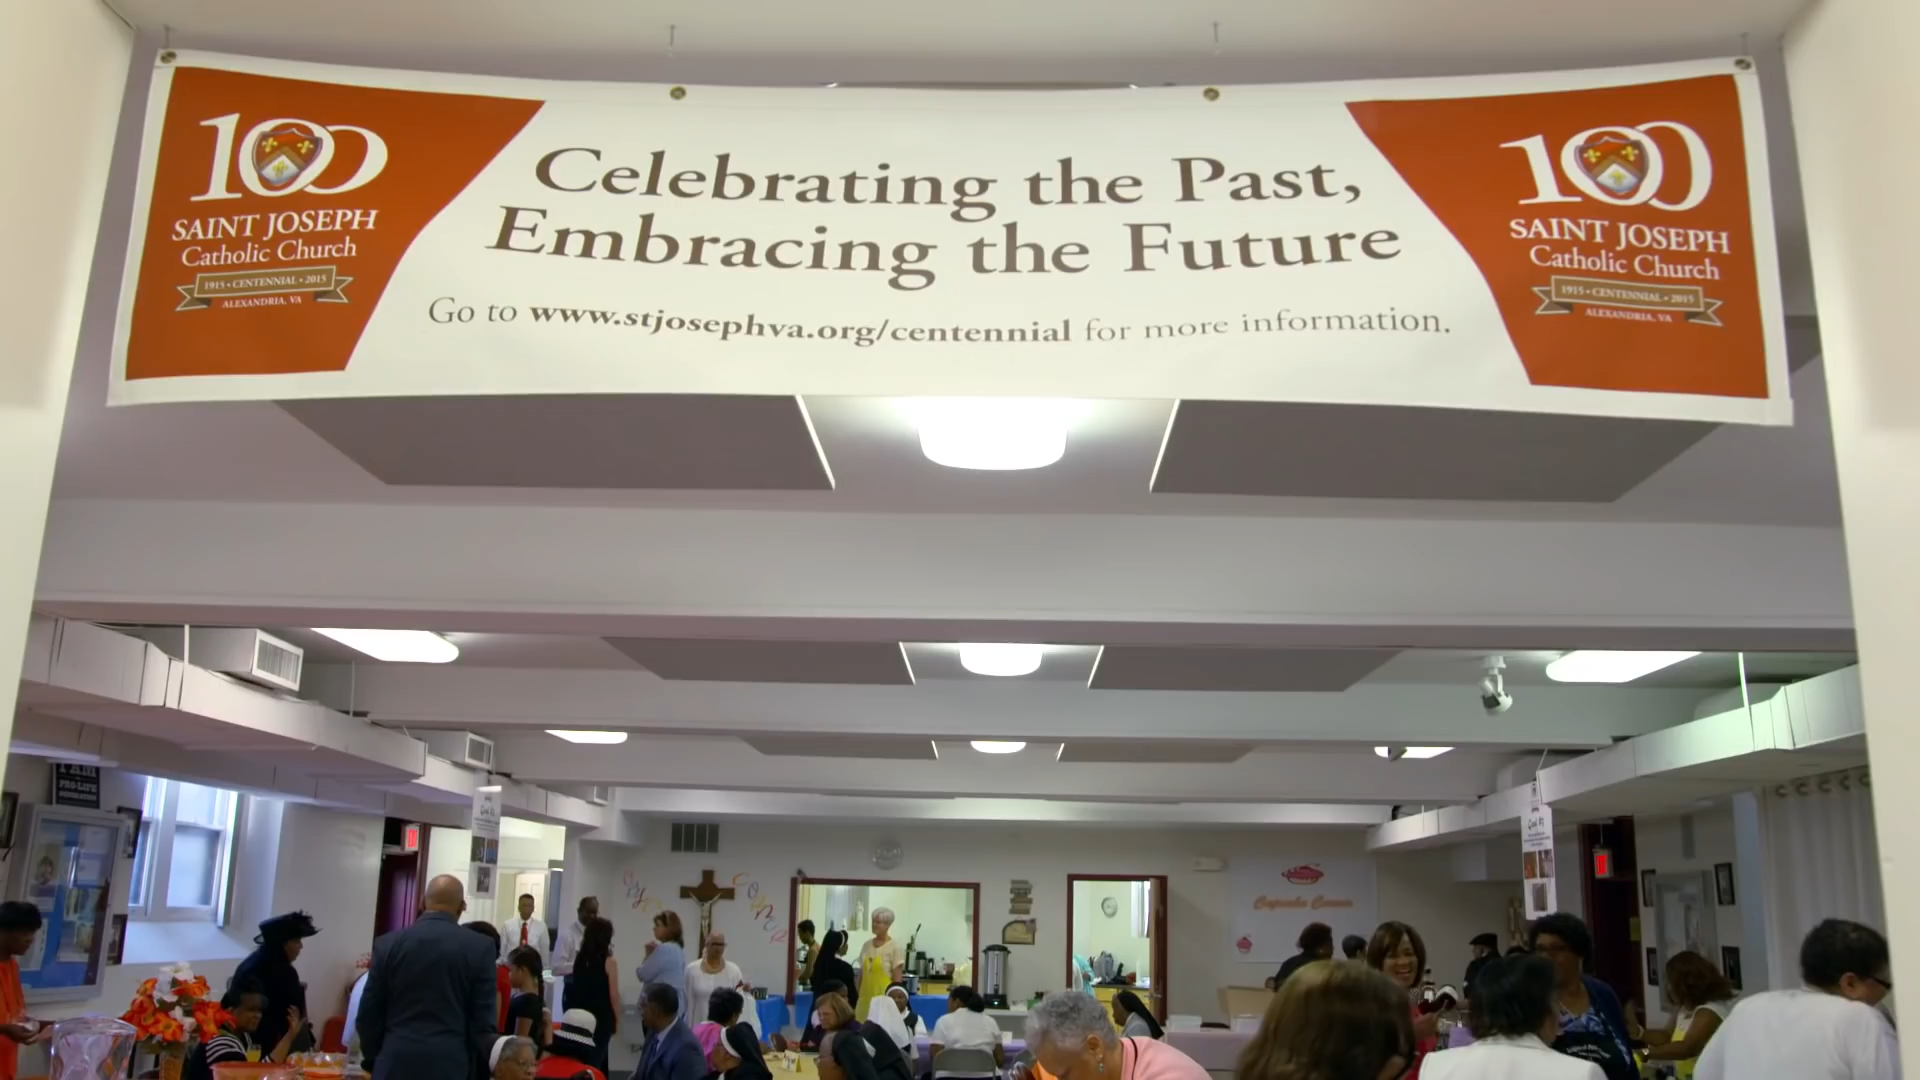 100
SAINT JOSEPH
Catholic Church
1915 • CENTENNIAL • 2015
ALEXANDRIA, VA
Celebrating the Past,
Embracing the Future
Go to www.stjosephva.org/centennial for more information.
100
SAINT JOSEPH
Catholic Church
1915 • CENTENNIAL • 2015
ALEXANDRIA, VA
PRO-LIFE
GENERATION
CORNER
Cupcake Corner